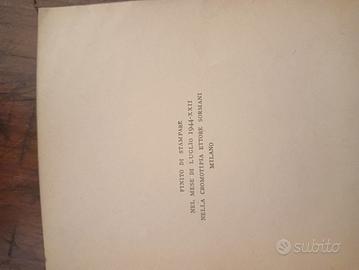 FINITO DI STAMPARE
NEL MESE DI LUGLIO 1944-XXII
NELLA CROMOTIPIA ETTORE SORMANI
MILANO
subito